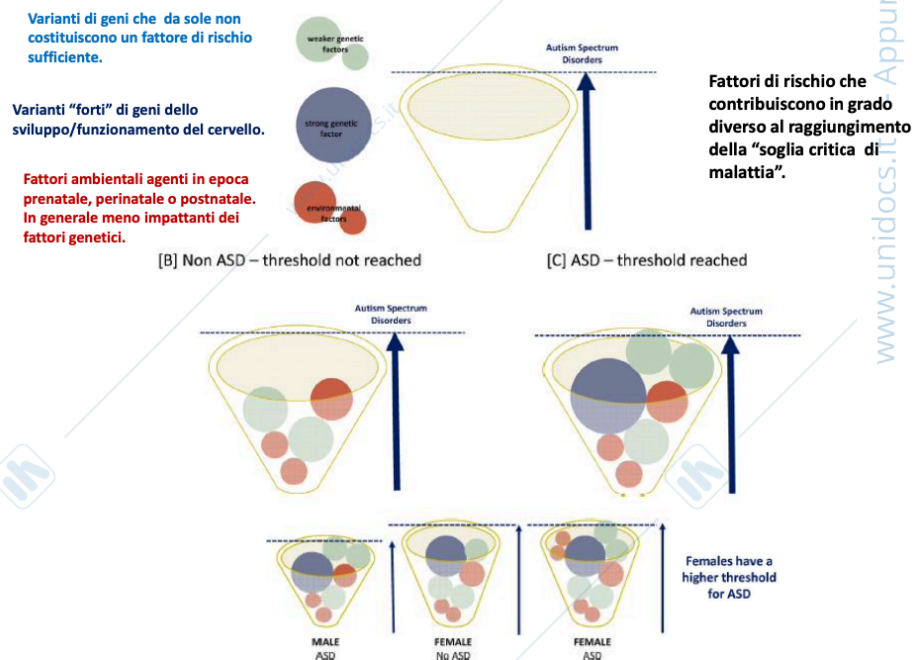 Varianti di geni che da sole non
costituiscono un fattore di rischio
sufficiente.
weaker genetic
factors
Autism Spectrum
Disorders
Varianti “forti” di geni dello
sviluppo/funzionamento del cervello.
strong genetic
factor
Fattori di rischio che
contribuiscono in grado
diverso al raggiungimento
della “soglia critica di
malattia”.
Fattori ambientali agenti in epoca
prenatale, perinatale o postnatale.
In generale meno impattanti dei
fattori genetici.
environmental
factors
[B] Non ASD – threshold not reached
[C] ASD – threshold reached
Autism Spectrum
Disorders
Autism Spectrum
Disorders
Females have a
higher threshold
for ASD
MALE
ASD
FEMALE
No ASD
FEMALE
ASD
www.unidocs.it - Appun